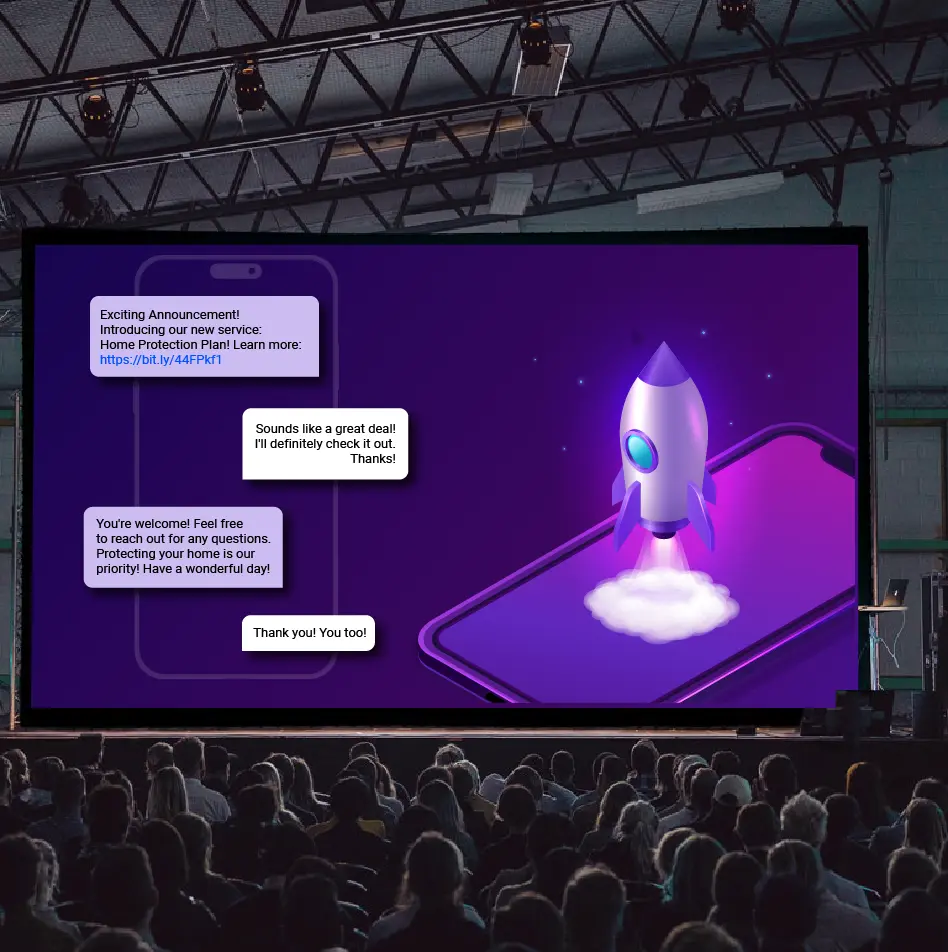 Exciting Announcement!
Introducing our new service:
Home Protection Plan! Learn more:
https://bit.ly/44FPkf1
Sounds like a great deal!
I'll definitely check it out.
Thanks!
You're welcome! Feel free
to reach out for any questions.
Protecting your home is our
priority! Have a wonderful day!
Thank you! You too!